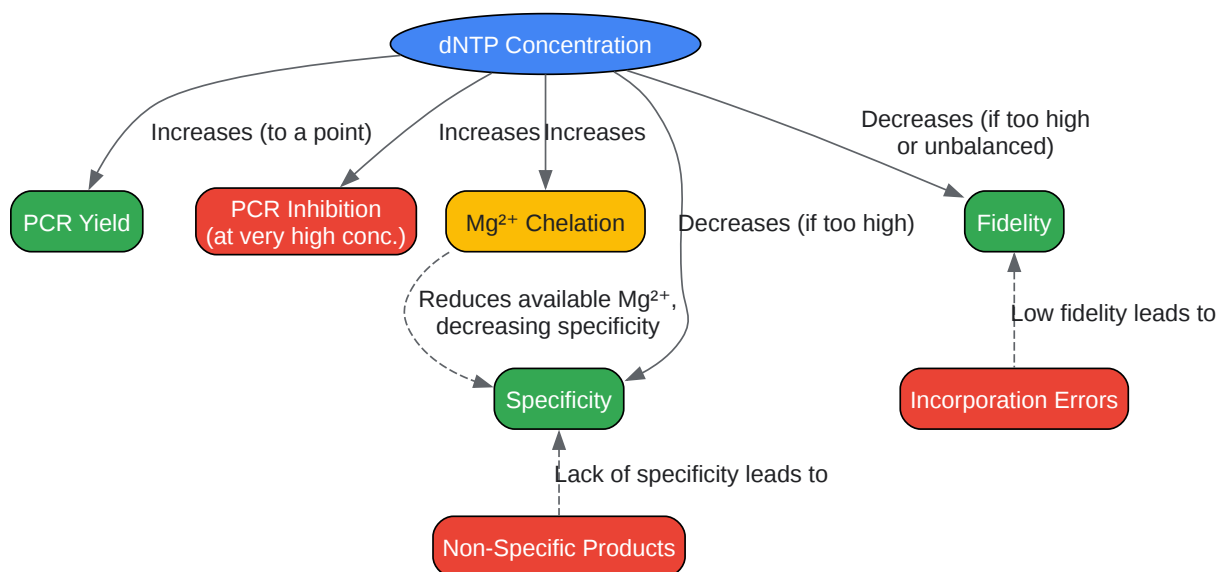 dNTP Concentration
Increases (to a point)
Increases
Increases
Decreases (if too high
or unbalanced)
PCR Yield
PCR Inhibition
(at very high conc.)
Mg²⁺ Chelation
Decreases (if too high)
Fidelity
Reduces available Mg²⁺,
decreasing specificity
Low fidelity leads to
Specificity
Incorporation Errors
Lack of specificity leads to
Non-Specific Products